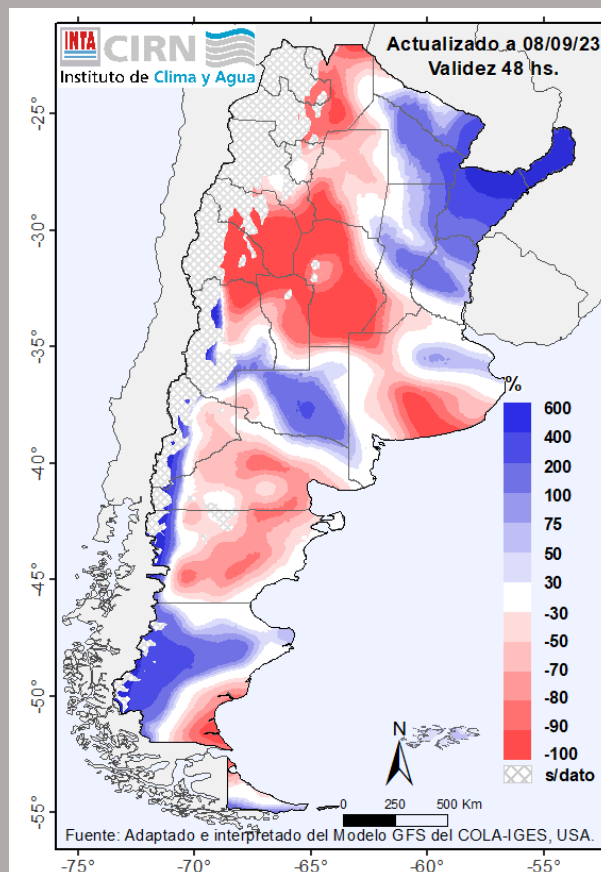 INTA CIRN
Instituto de Clima y Agua
Actualizado a 08/09/23
Validez 48 hs.
-25°
-30°
-35°
-40°
-45°
-50°
-55°
%
600
400
200
100
75
50
30
-30
-50
-70
-80
-90
-100
s/dato
N
0 250 500 Km
Fuente: Adaptado e interpretado del Modelo GFS del COLA-IGES, USA.
-75° -70° -65° -60° -55°